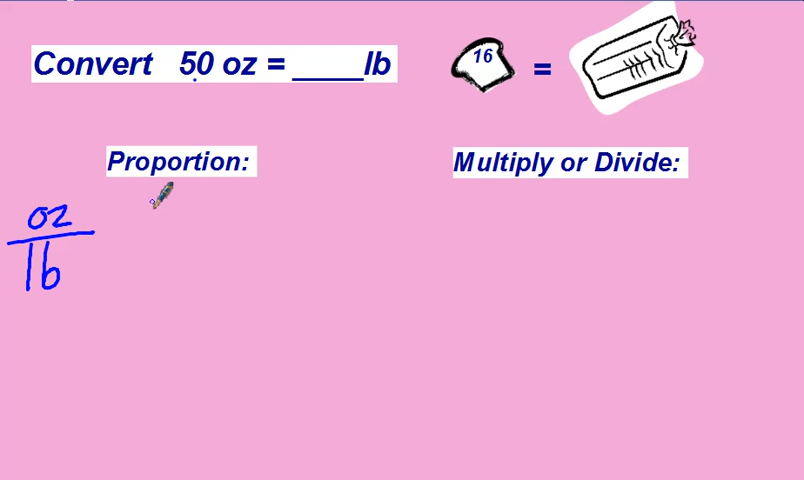 Convert 50 oz = ____lb
16 =
Proportion:
Multiply or Divide:
oz
lb